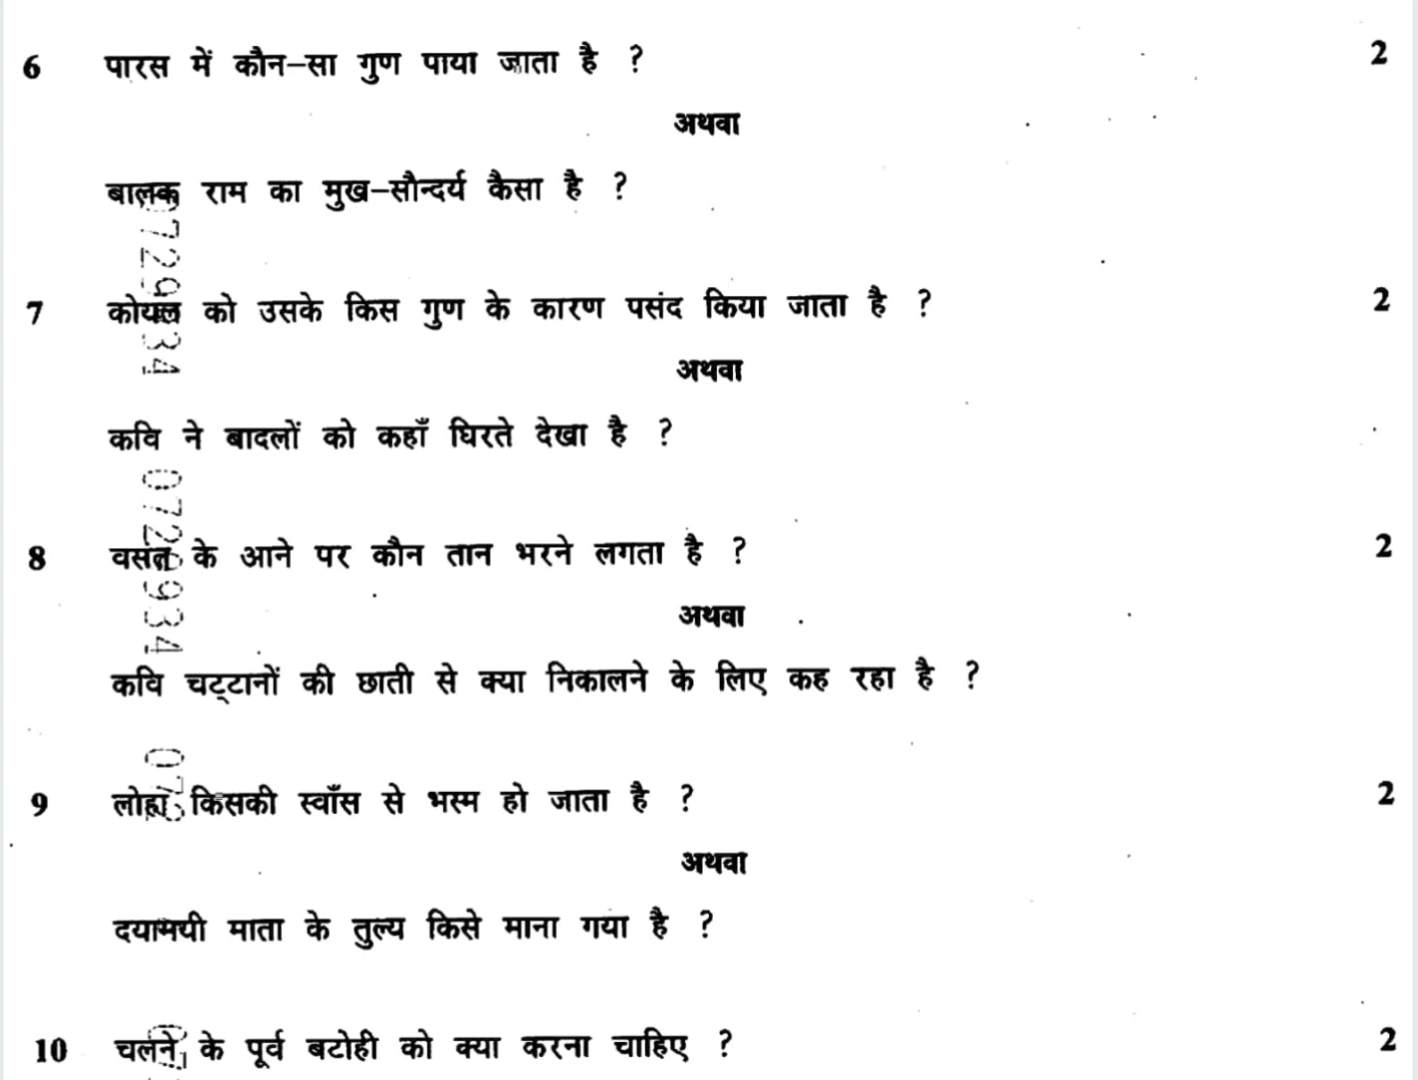 6 पारस में कौन-सा गुण पाया जाता है ? 2
अथवा
बालक राम का मुख-सौन्दर्य कैसा है ?
7 कोयल को उसके किस गुण के कारण पसंद किया जाता है ? 2
अथवा
कवि ने बादलों को कहाँ घिरते देखा है ?
8 वसंत के आने पर कौन तान भरने लगता है ? 2
अथवा
कवि चट्टानों की छाती से क्या निकालने के लिए कह रहा है ?
9 लोहा किसकी स्वाँस से भस्म हो जाता है ? 2
अथवा
दयामयी माता के तुल्य किसे माना गया है ?
10 चलने के पूर्व बटोही को क्या करना चाहिए ? 2